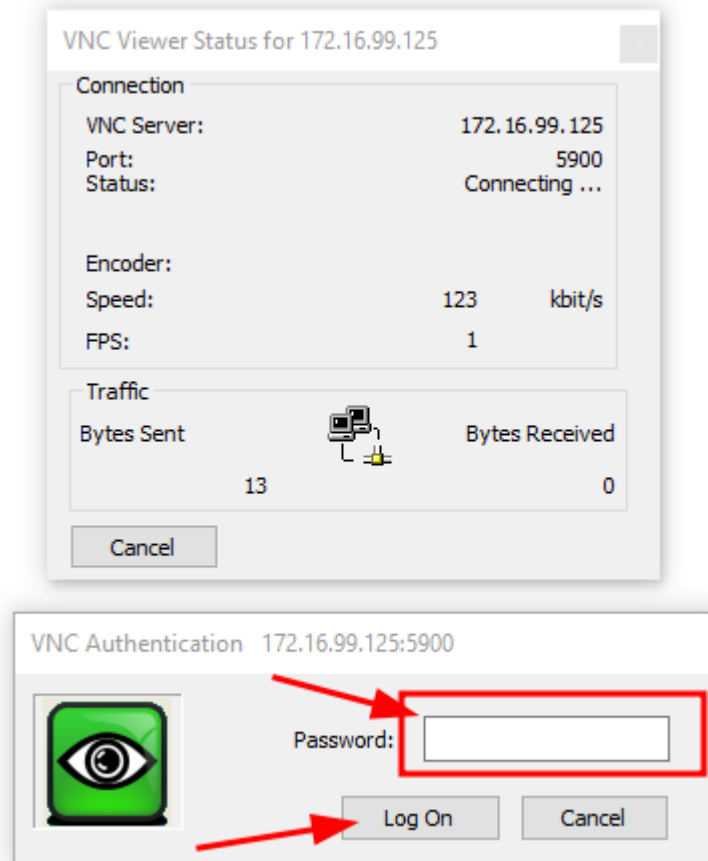 VNC Viewer Status for 172.16.99.125
x
Connection
VNC Server: 172.16.99.125
Port: 5900
Status: Connecting ...
Encoder:
Speed: 123 kbit/s
FPS: 1
Traffic
Bytes Sent Bytes Received
13 0
Cancel
VNC Authentication 172.16.99.125:5900
Password:
Log On Cancel